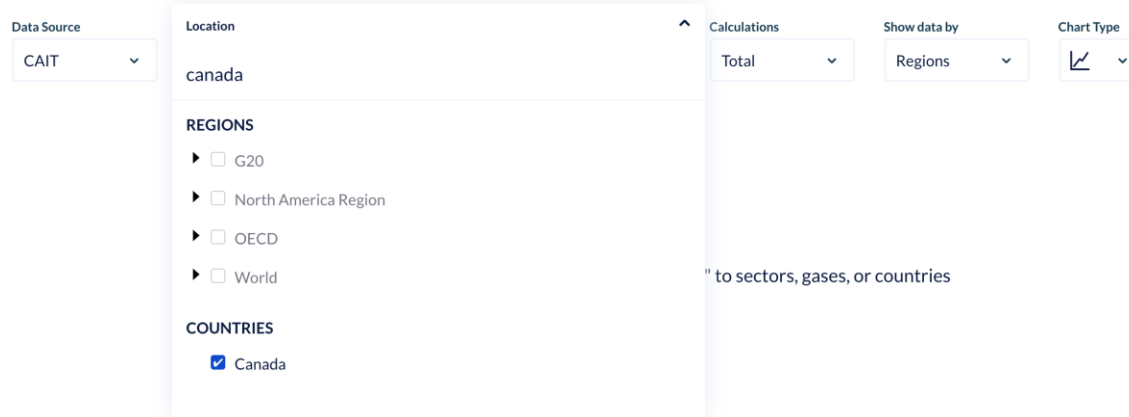 Data Source
CAIT
Location
canada
REGIONS
G20
North America Region
OECD
World
COUNTRIES
Canada
Calculations
Total
Show data by
Regions
Chart Type
" to sectors, gases, or countries